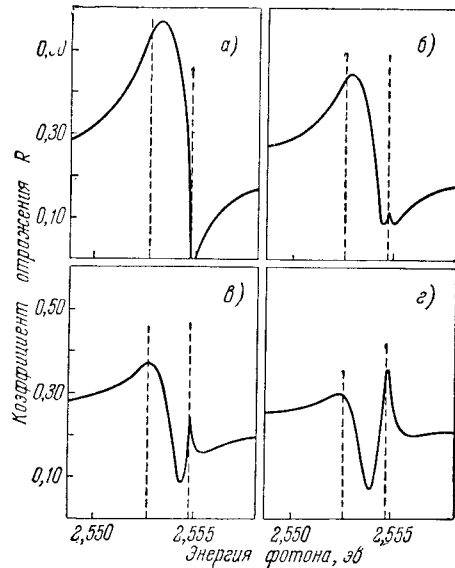 Коэффициент отражения R
а)
0,30
0,10
б)
в)
0,50
0,30
0,10
2,550
2,555
г)
2,550
2,555
Энергия фотона, эв